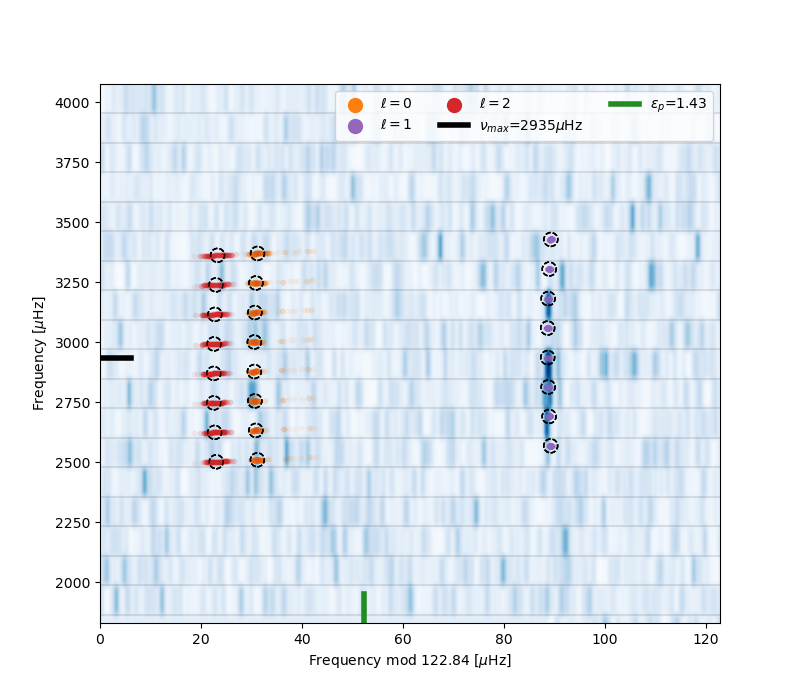 ℓ = 0
ℓ = 1
ℓ = 2
ν_max=2935μHz
ε_p=1.43
4000
3750
3500
3250
3000
2750
2500
2250
2000
Frequency [μHz]
0 20 40 60 80 100 120
Frequency mod 122.84 [μHz]